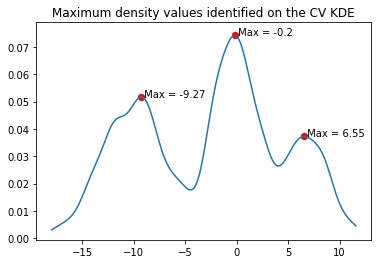 Maximum density values identified on the CV KDE
0.07
Max = -0.2
0.06
0.05
Max = -9.27
0.04
Max = 6.55
0.03
0.02
0.01
0.00
−15 −10 −5 0 5 10